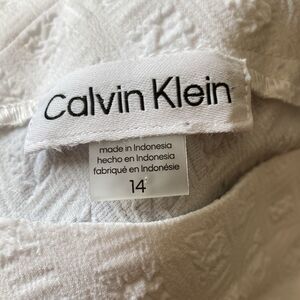 Calvin Klein
made in Indonesia
hecho en Indonesia
fabriqué en Indonésie
14